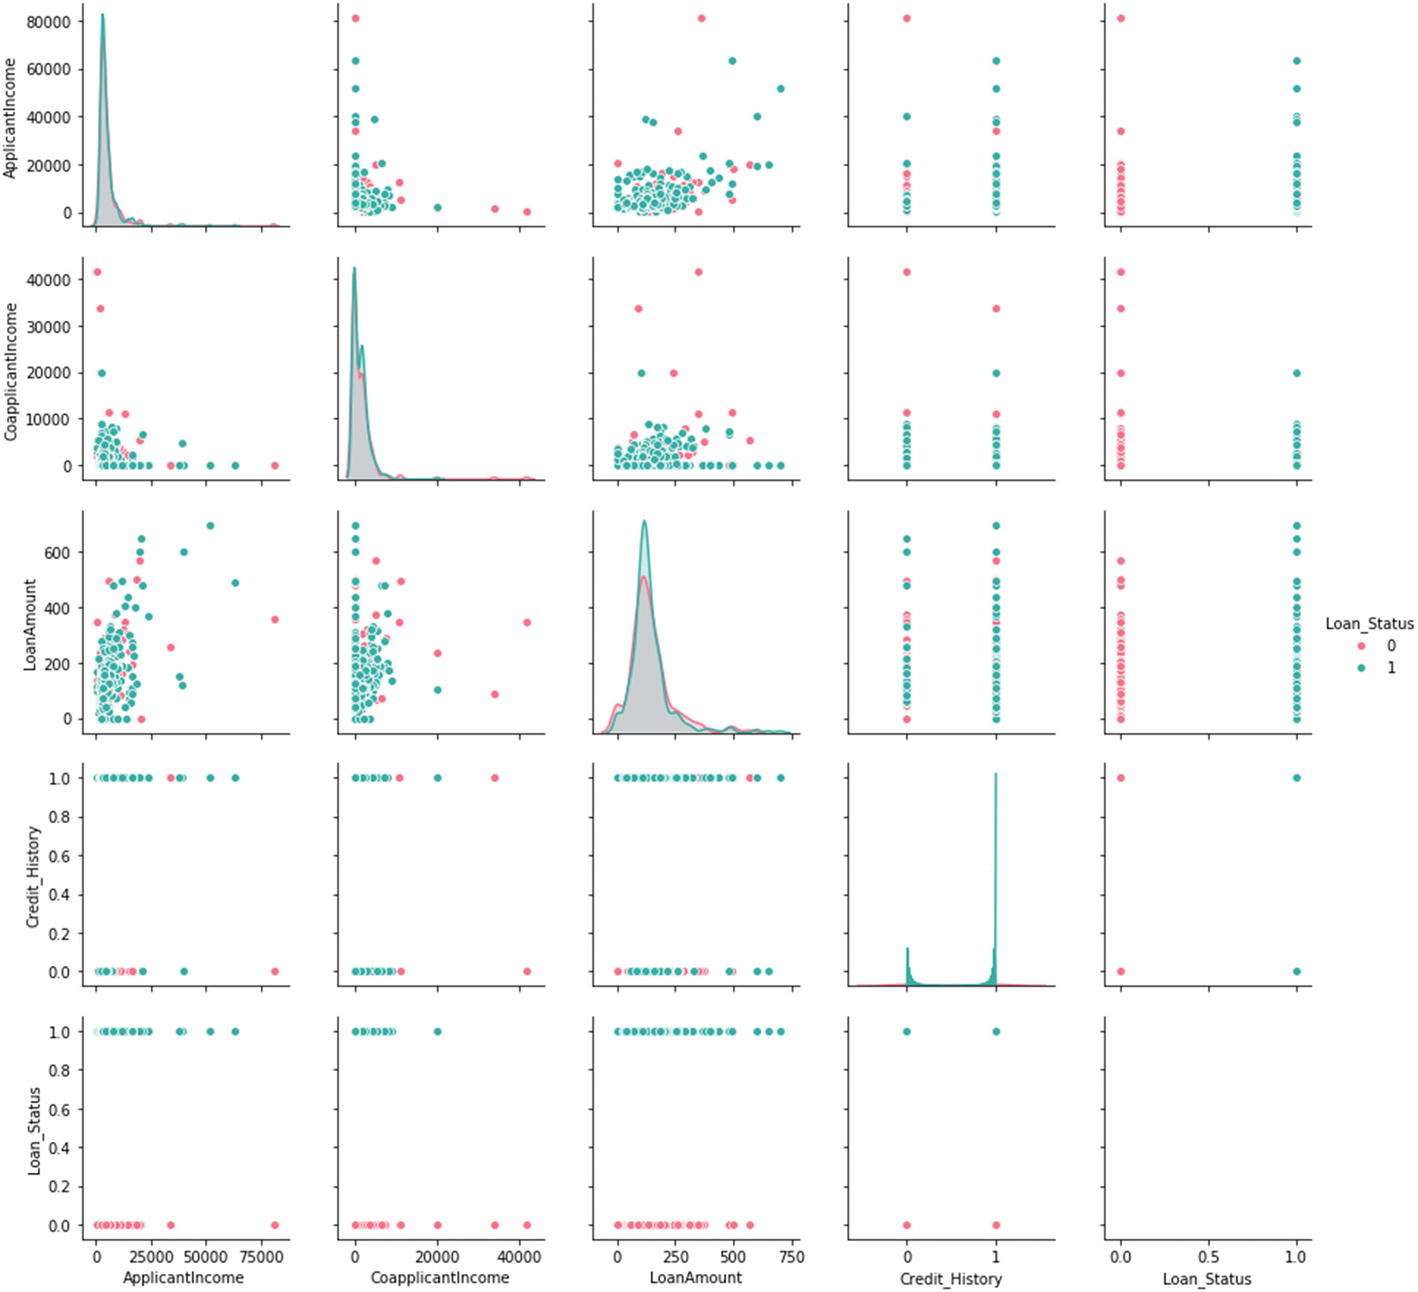 80000
60000
40000
20000
0
ApplicantIncome
40000
30000
20000
10000
0
CoapplicantIncome
600
400
200
0
LoanAmount
Loan_Status
0
1
1.0
0.8
0.6
0.4
0.2
0.0
Credit_History
1.0
0.8
0.6
0.4
0.2
0.0
Loan_Status
0 25000 50000 75000
0 20000 40000
0 250 500 750
0 1
0.0 0.5 1.0
ApplicantIncome
CoapplicantIncome
LoanAmount
Credit_History
Loan_Status